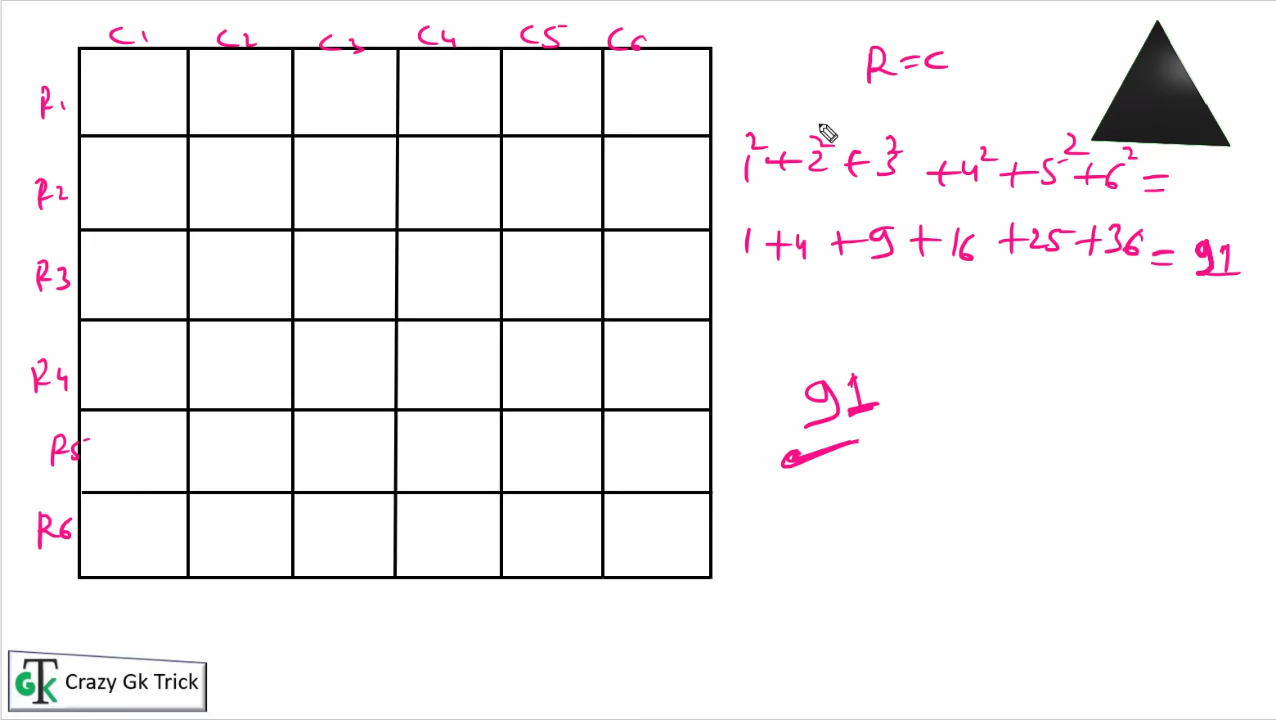 C1 C2 C3 C4 C5 C6
R1
R2
R3
R4
R5
R6
R=C
1²+2²+3²+4²+5²+6²=
1+4+9+16+25+36=91
91
GTK Crazy Gk Trick